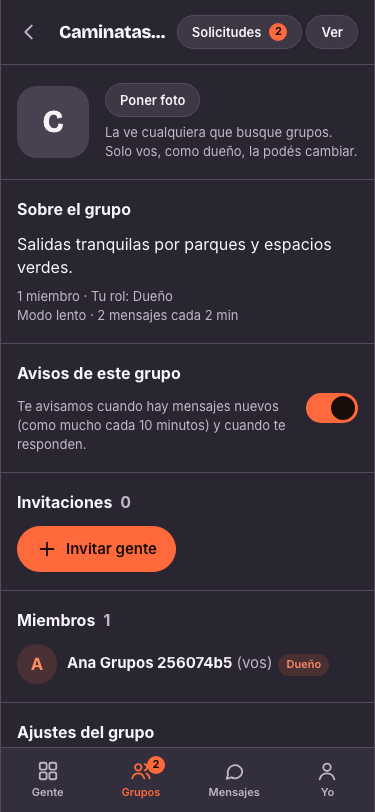 Caminatas...
Solicitudes 2
Ver
C
Poner foto
La ve cualquiera que busque grupos.
Solo vos, como dueño, la podés cambiar.
Sobre el grupo
Salidas tranquilas por parques y espacios
verdes.
1 miembro · Tu rol: Dueño
Modo lento · 2 mensajes cada 2 min
Avisos de este grupo
Te avisamos cuando hay mensajes nuevos
(como mucho cada 10 minutos) y cuando te
responden.
Invitaciones 0
+ Invitar gente
Miembros 1
A
Ana Grupos 256074b5 (vos) Dueño
Ajustes del grupo
2
Gente
Grupos
Mensajes
Yo